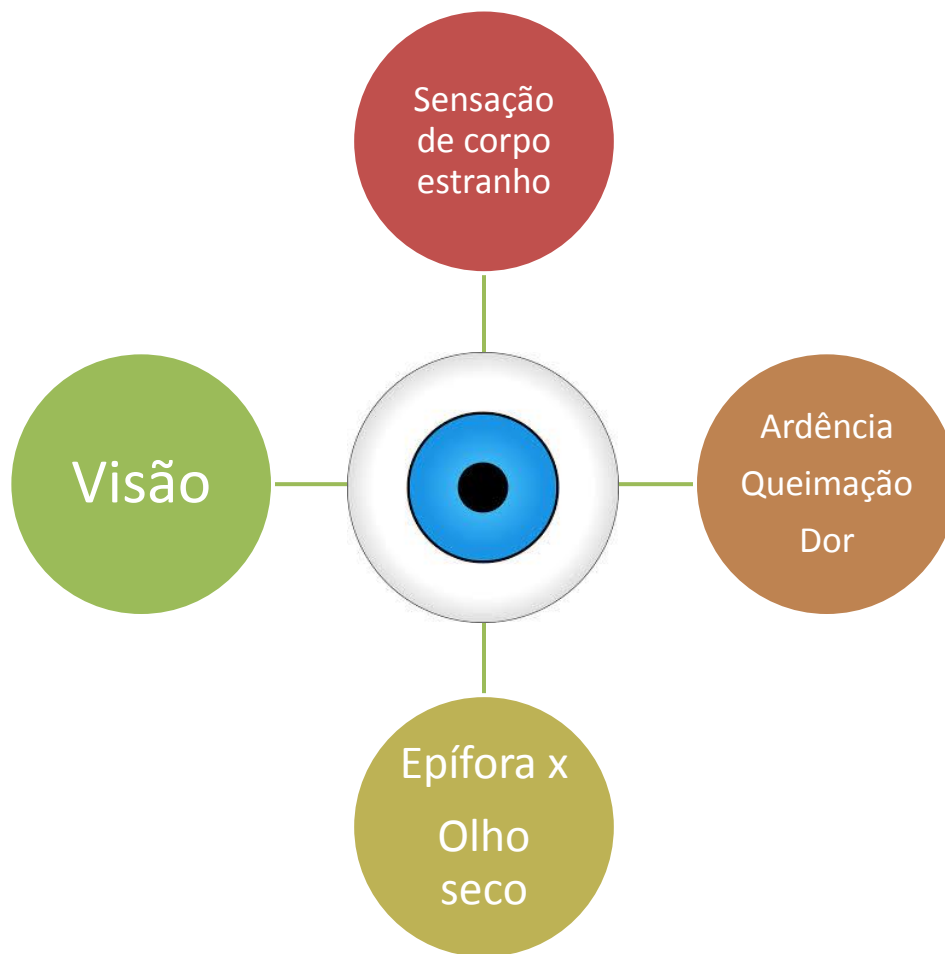 Sensação
de corpo
estranho
Visão
Ardência
Queimação
Dor
Epífora x
Olho
seco